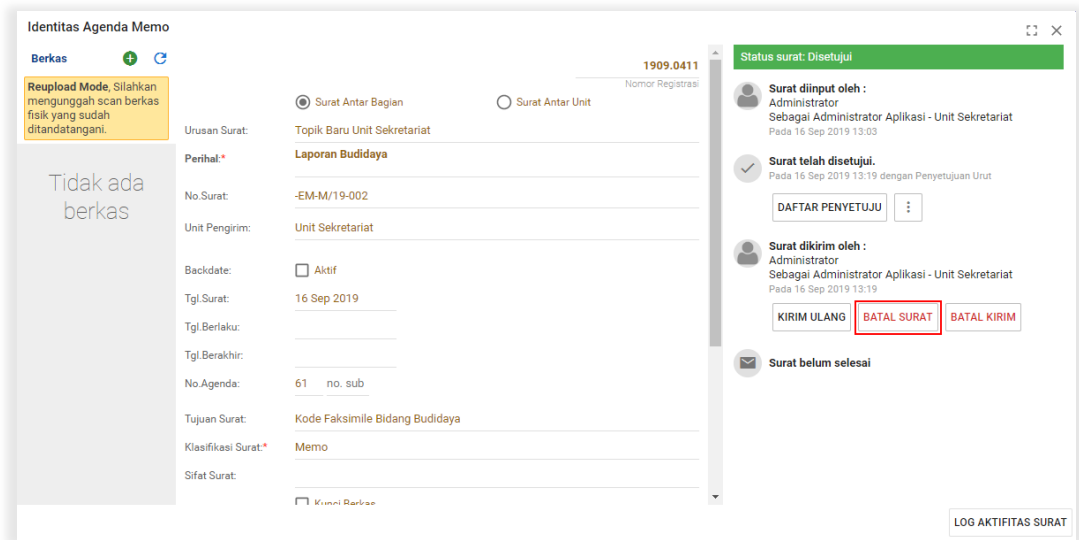 Identitas Agenda Memo
Berkas
Reupload Mode, Silahkan
mengunggah scan berkas
fisik yang sudah
ditandatangani.
Tidak ada
berkas
1909.0411
Nomor Registrasi
Surat Antar Bagian
Surat Antar Unit
Urusan Surat: Topik Baru Unit Sekretariat
Perihal:* Laporan Budidaya
No.Surat: -EM-M/19-002
Unit Pengirim: Unit Sekretariat
Backdate: Aktif
Tgl.Surat: 16 Sep 2019
Tgl.Berlaku:
Tgl.Berakhir:
No.Agenda: 61 no. sub
Tujuan Surat: Kode Faksimile Bidang Budidaya
Klasifikasi Surat:* Memo
Sifat Surat:
Kunci Berkas
Status surat: Disetujui
Surat diinput oleh :
Administrator
Sebagai Administrator Aplikasi - Unit Sekretariat
Pada 16 Sep 2019 13:03
Surat telah disetujui.
Pada 16 Sep 2019 13:19 dengan Penyetujuan Urut
DAFTAR PENYETUJU
Surat dikirim oleh :
Administrator
Sebagai Administrator Aplikasi - Unit Sekretariat
Pada 16 Sep 2019 13:19
KIRIM ULANG BATAL SURAT BATAL KIRIM
Surat belum selesai
LOG AKTIFITAS SURAT